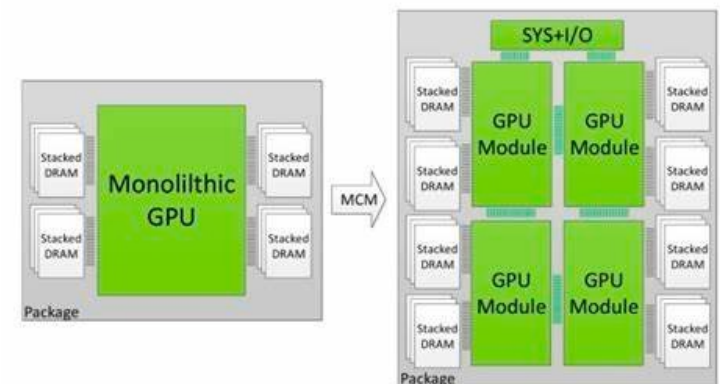 Stacked
DRAM
Stacked
DRAM
Monolilthic
GPU
Stacked
DRAM
Stacked
DRAM
Package
MCM
SYS+I/O
Stacked
DRAM
Stacked
DRAM
Stacked
DRAM
Stacked
DRAM
GPU
Module
GPU
Module
GPU
Module
GPU
Module
Stacked
DRAM
Stacked
DRAM
Stacked
DRAM
Stacked
DRAM
Package